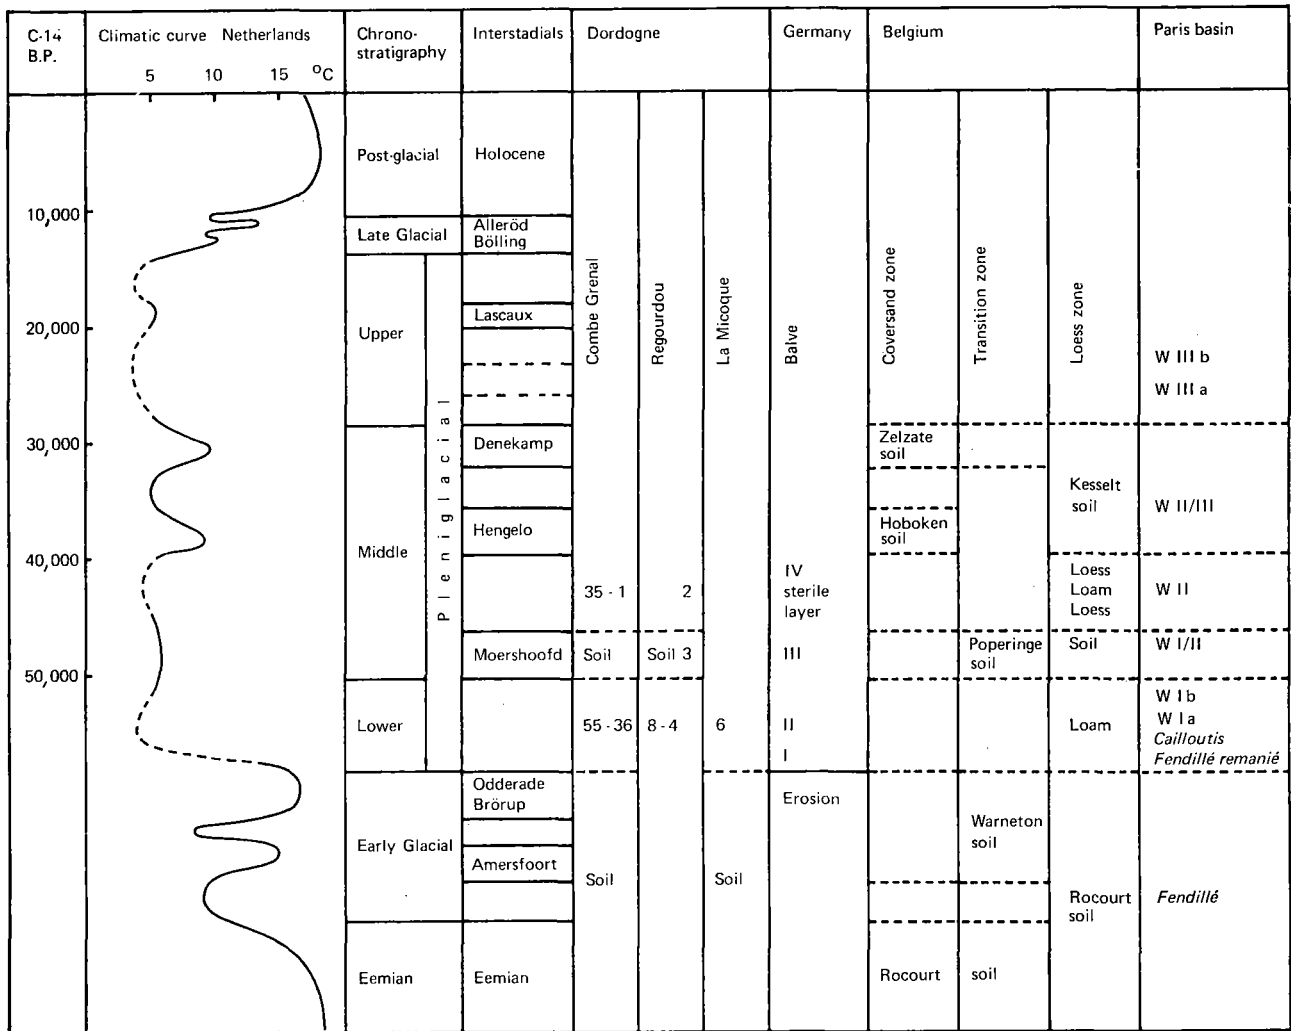 C-14
B.P.
Climatic curve Netherlands
5 10 15 °C
Chrono-
stratigraphy
Interstadials
Dordogne
Germany
Belgium
Paris basin
10,000
20,000
30,000
40,000
50,000
Post-glacial
Late Glacial
Upper
Middle
Lower
Pleniglacial
Early Glacial
Eemian
Holocene
Alleröd
Bölling
Lascaux
Denekamp
Hengelo
Moershoofd
Odderade
Brörup
Amersfoort
Eemian
Combe Grenal
35 - 1
Soil
55 - 36
Soil
Regourdou
2
Soil 3
8 - 4
La Micoque
6
Soil
Balve
IV
sterile
layer
III
II
I
Erosion
Coversand zone
Zelzate
soil
Hoboken
soil
Rocourt
Transition zone
Poperinge
soil
Warneton
soil
soil
Loess zone
Kesselt
soil
Loess
Loam
Loess
Soil
Loam
Rocourt
soil
W III b
W III a
W II/III
W II
W I/II
W I b
W I a
Cailloutis
Fendillé remanié
Fendillé